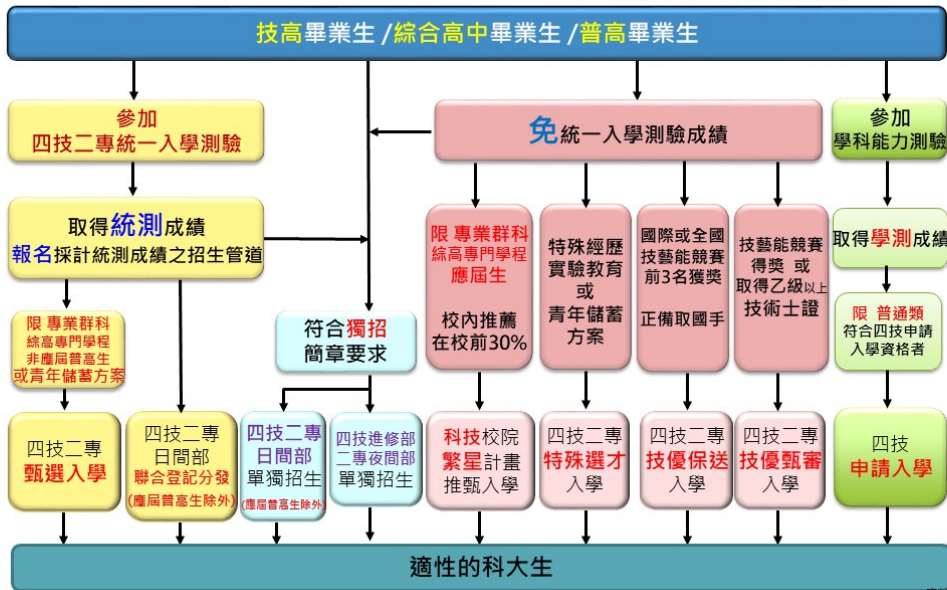 技高畢業生 /綜合高中畢業生 /普高畢業生
參加
四技二專統一入學測驗
免統一入學測驗成績
參加
學科能力測驗
取得統測成績
報名採計統測成績之招生管道
限 專業群科
綜高專門學程
應屆生
校內推薦
在校前30%
特殊經歷
實驗教育
或
青年儲蓄
方案
國際或全國
技藝能競賽
前3名獲獎
正備取國手
技藝能競賽
得獎 或
取得乙級以上
技術士證
取得學測成績
限 專業群科
綜高專門學程
非應屆普高生
或青年儲蓄方案
符合獨招
簡章要求
限 普通類
符合四技申請
入學資格者
四技二專
甄選入學
四技二專
日間部
聯合登記分發
(應屆普高生除外)
四技二專
日間部
單獨招生
(應屆普高生除外)
四技進修部
二專夜間部
單獨招生
科技校院
繁星計畫
推甄入學
四技二專
特殊選才
入學
四技二專
技優保送
入學
四技二專
技優甄審
入學
四技
申請入學
適性的科大生